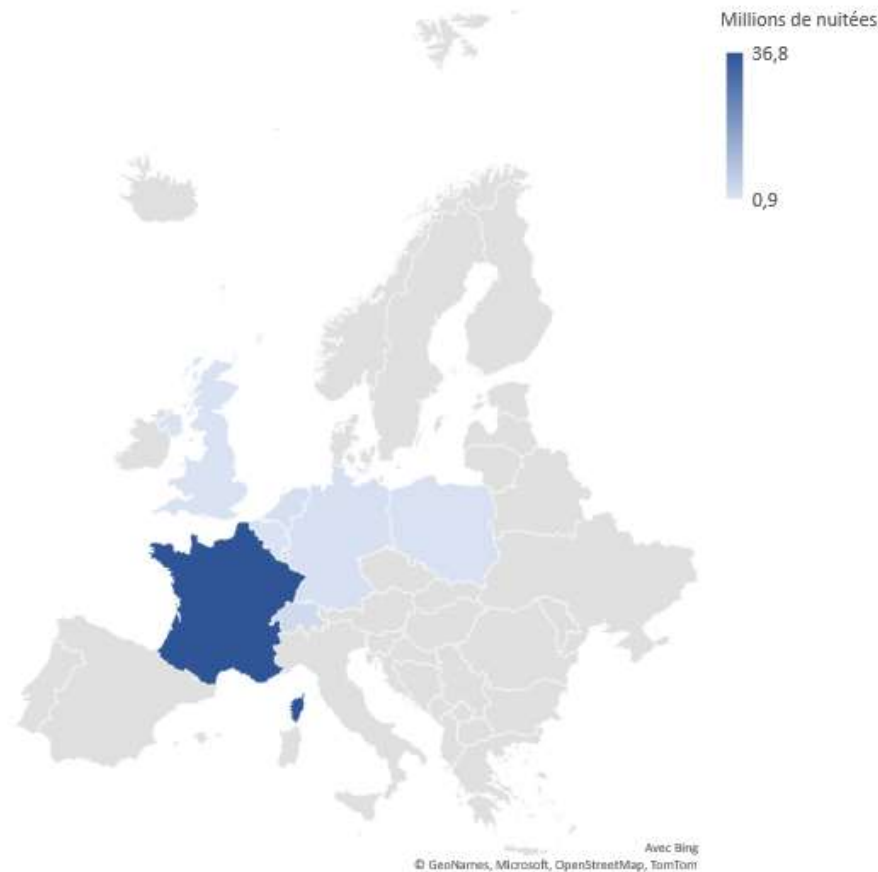 Millions de nuitées
36,8
0,9
Avec Bing
© GeoNames, Microsoft, OpenStreetMap, TomTom